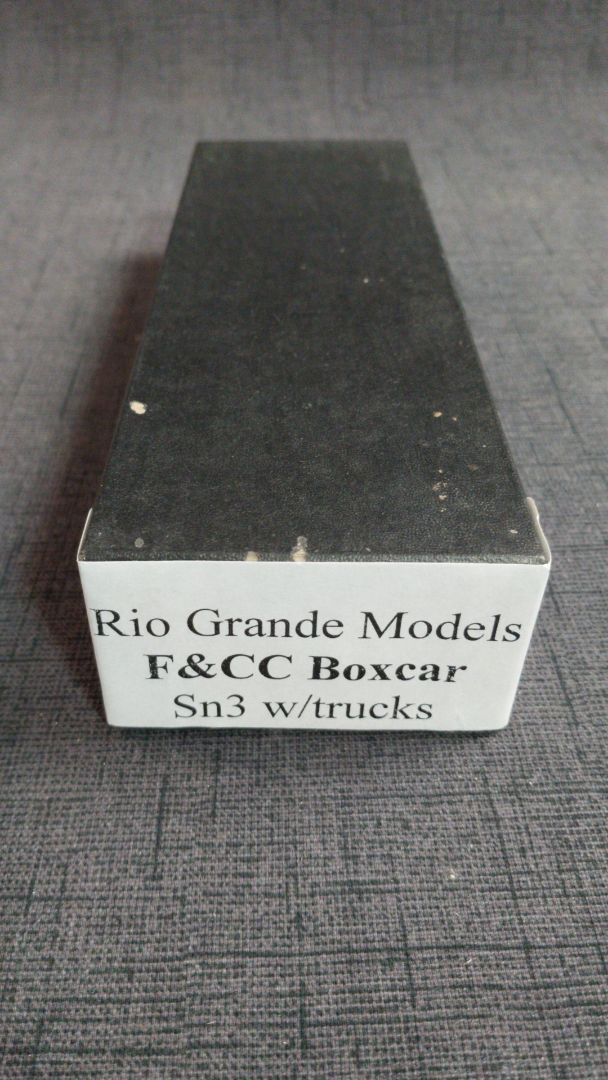 Rio Grande Models
F&CC Boxcar
Sn3 w/trucks